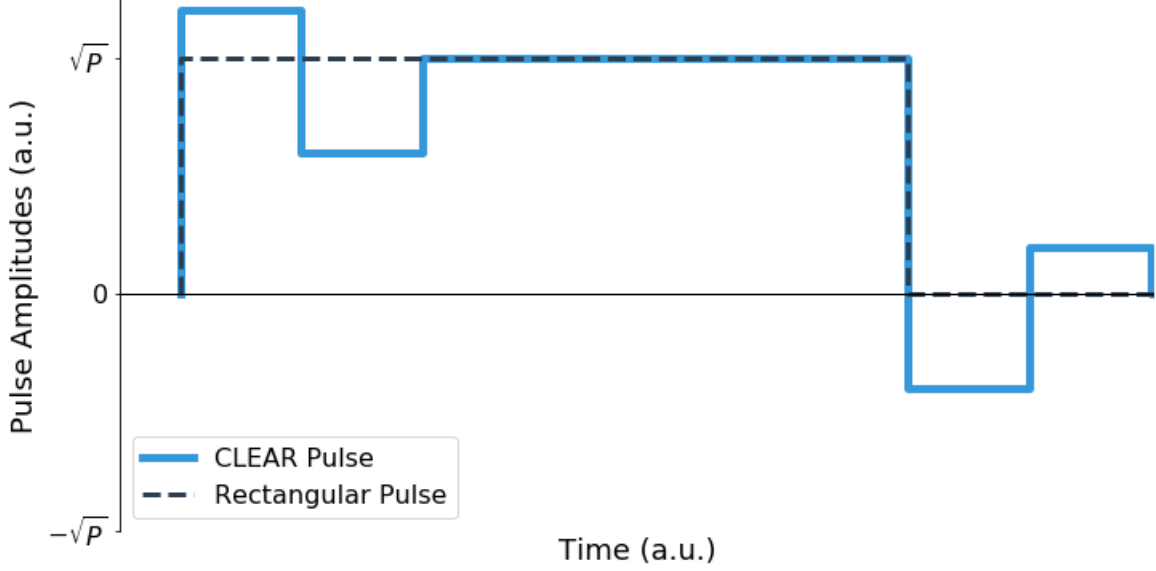 √P
0
−√P
Pulse Amplitudes (a.u.)
Time (a.u.)
CLEAR Pulse
Rectangular Pulse